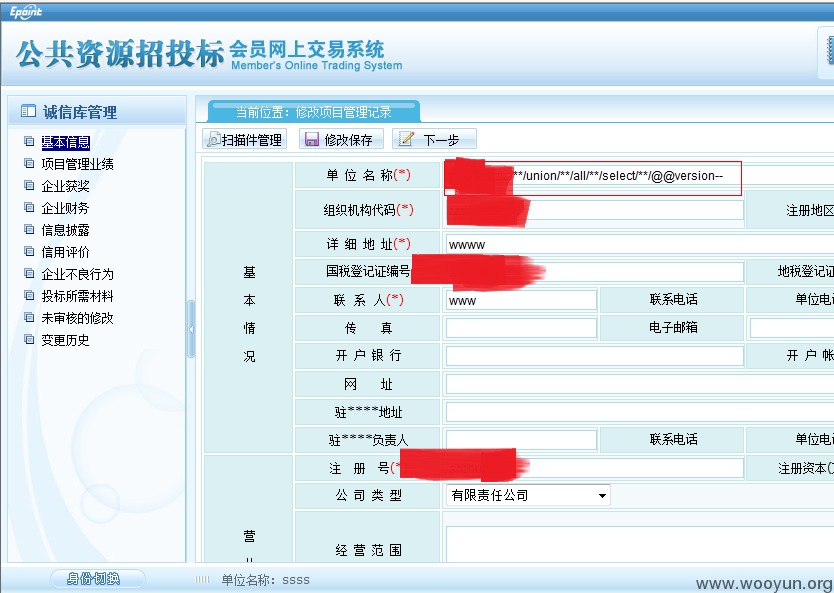 Epoint
公共资源招投标 会员网上交易系统
Member's Online Trading System
诚信库管理
基本信息
项目管理业绩
企业获奖
企业财务
信息披露
信用评价
企业不良行为
投标所需材料
未审核的修改
变更历史
当前位置：修改项目管理记录
扫描件管理 修改保存 下一步
基本情况
单位名称(*) /**/union/**/all/**/select/**/@@version--
组织机构代码(*) 注册地区
详细地址(*) wwww
国税登记证编号 地税登记证
联系人(*) www 联系电话 单位电
传真 电子邮箱
开户银行 开户帐
网址
驻****地址
驻****负责人 联系电话 单位电
注册号(* 注册资本(
公司类型 有限责任公司
营
经营范围
身份切换 单位名称：ssss
www.wooyun.org